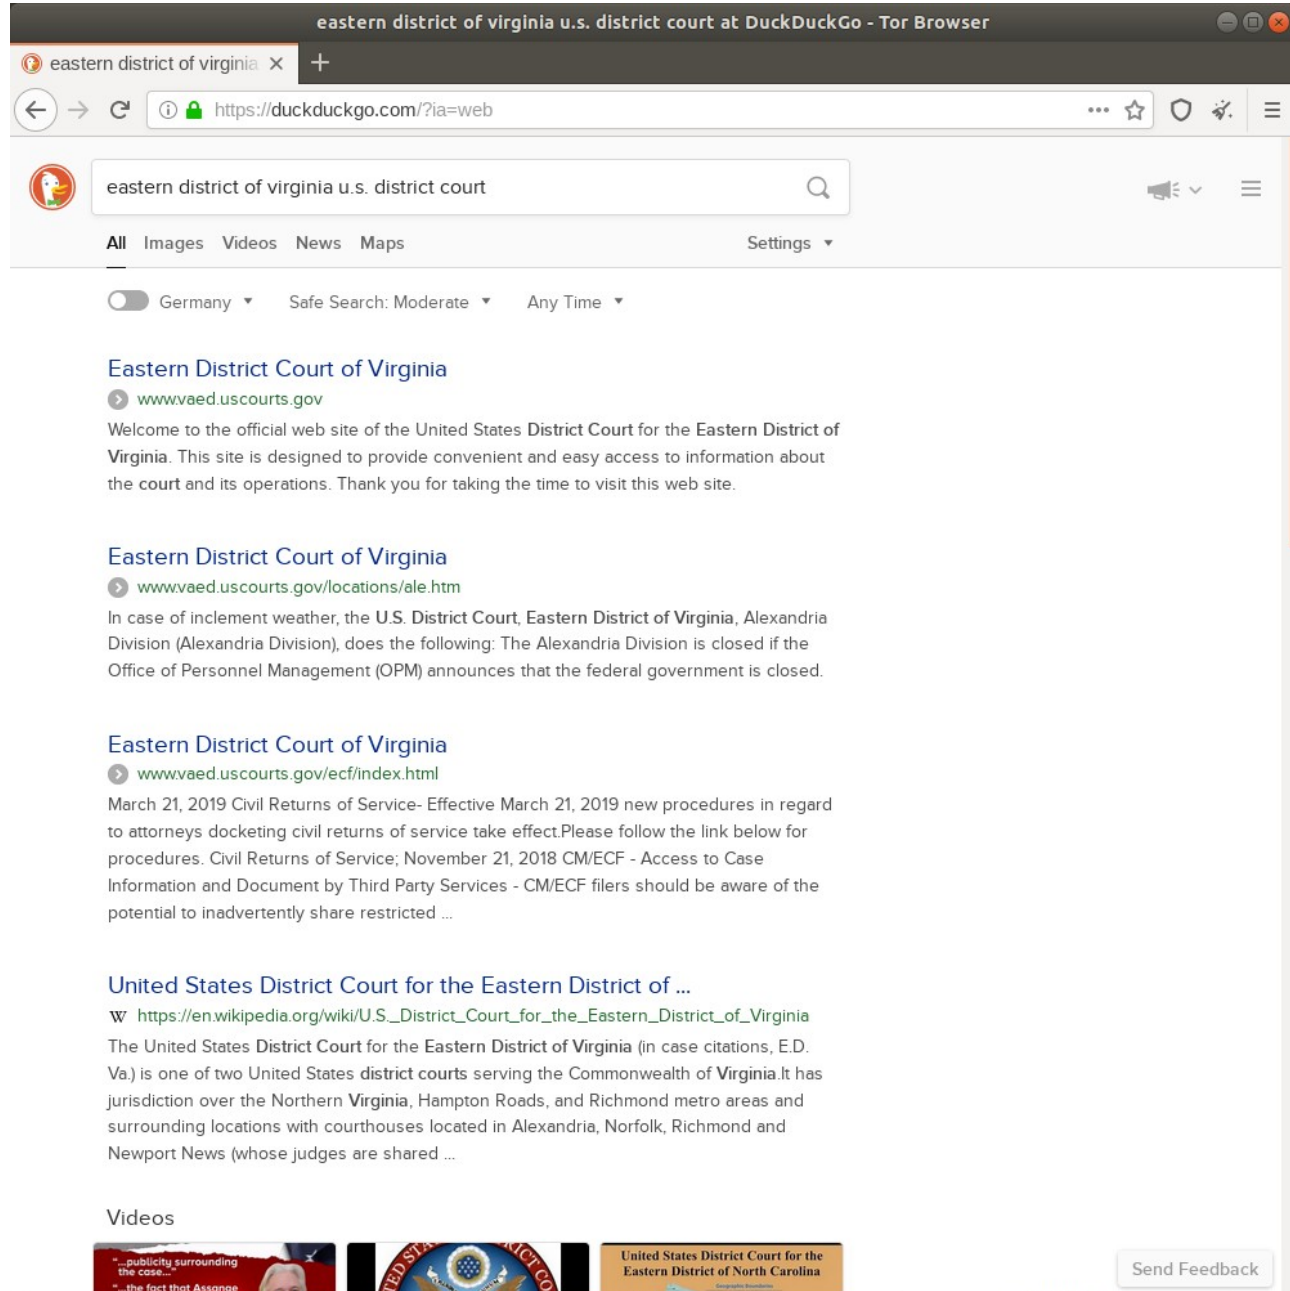 eastern district of virginia u.s. district court at DuckDuckGo - Tor Browser
eastern district of virginia
https://duckduckgo.com/?ia=web
eastern district of virginia u.s. district court
All Images Videos News Maps Settings
Germany Safe Search: Moderate Any Time
Eastern District Court of Virginia
www.vaed.uscourts.gov
Welcome to the official web site of the United States District Court for the Eastern District of
Virginia. This site is designed to provide convenient and easy access to information about
the court and its operations. Thank you for taking the time to visit this web site.
Eastern District Court of Virginia
www.vaed.uscourts.gov/locations/ale.htm
In case of inclement weather, the U.S. District Court, Eastern District of Virginia, Alexandria
Division (Alexandria Division), does the following: The Alexandria Division is closed if the
Office of Personnel Management (OPM) announces that the federal government is closed.
Eastern District Court of Virginia
www.vaed.uscourts.gov/ecf/index.html
March 21, 2019 Civil Returns of Service- Effective March 21, 2019 new procedures in regard
to attorneys docketing civil returns of service take effect.Please follow the link below for
procedures. Civil Returns of Service; November 21, 2018 CM/ECF - Access to Case
Information and Document by Third Party Services - CM/ECF filers should be aware of the
potential to inadvertently share restricted ...
United States District Court for the Eastern District of ...
W https://en.wikipedia.org/wiki/U.S._District_Court_for_the_Eastern_District_of_Virginia
The United States District Court for the Eastern District of Virginia (in case citations, E.D.
Va.) is one of two United States district courts serving the Commonwealth of Virginia.It has
jurisdiction over the Northern Virginia, Hampton Roads, and Richmond metro areas and
surrounding locations with courthouses located in Alexandria, Norfolk, Richmond and
Newport News (whose judges are shared ...
Videos
"...publicity surrounding
the case..."
"...the fact that Assange
United States District Court for the
Eastern District of North Carolina
Geographic Boundaries
Send Feedback